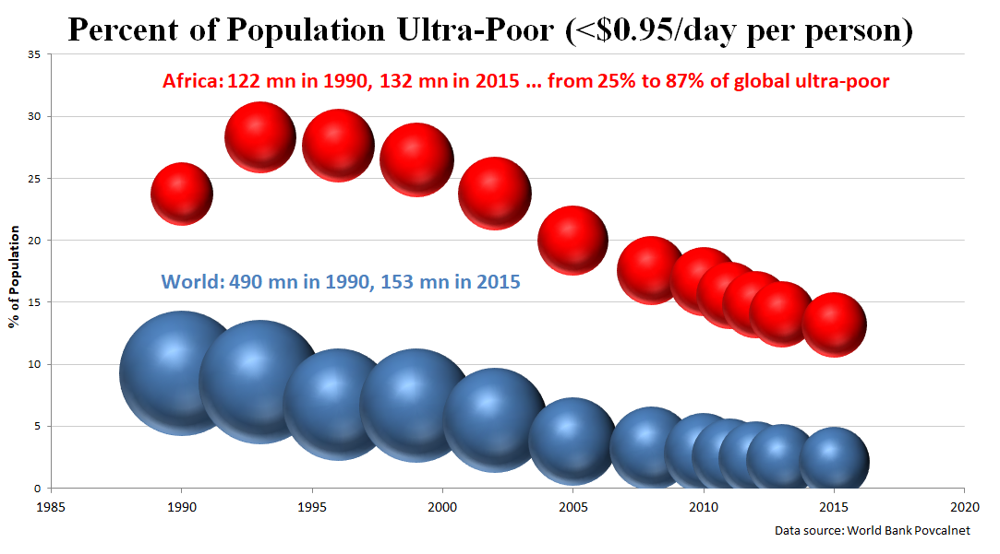 Percent of Population Ultra-Poor (<$0.95/day per person)
35
Africa: 122 mn in 1990, 132 mn in 2015 ... from 25% to 87% of global ultra-poor
30
25
20
% of Population
World: 490 mn in 1990, 153 mn in 2015
15
10
5
0
1985 1990 1995 2000 2005 2010 2015 2020
Data source: World Bank Povcalnet